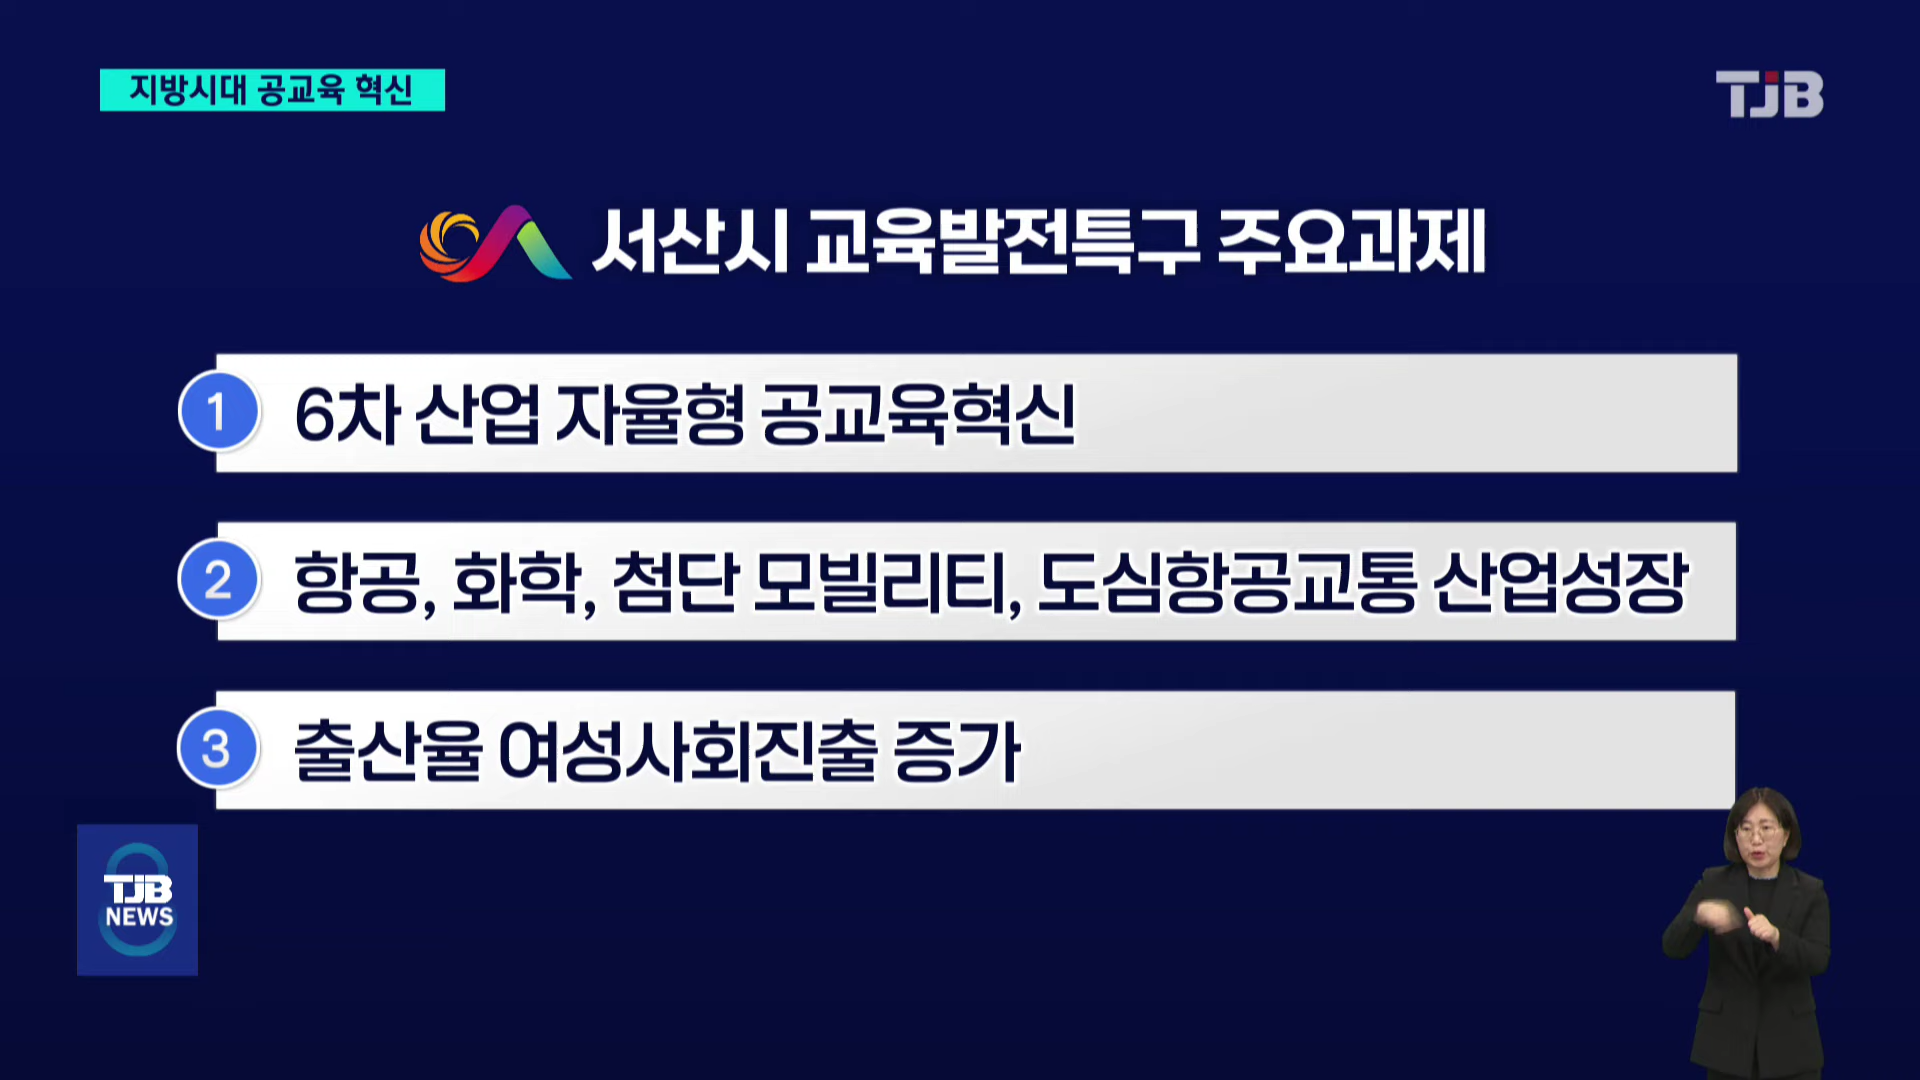 지방시대 공교육 혁신
TJB
서산시 교육발전특구 주요과제
1 6차 산업 자율형 공교육혁신
2 항공, 화학, 첨단 모빌리티, 도심항공교통 산업성장
3 출산율 여성사회진출 증가
TJB
NEWS